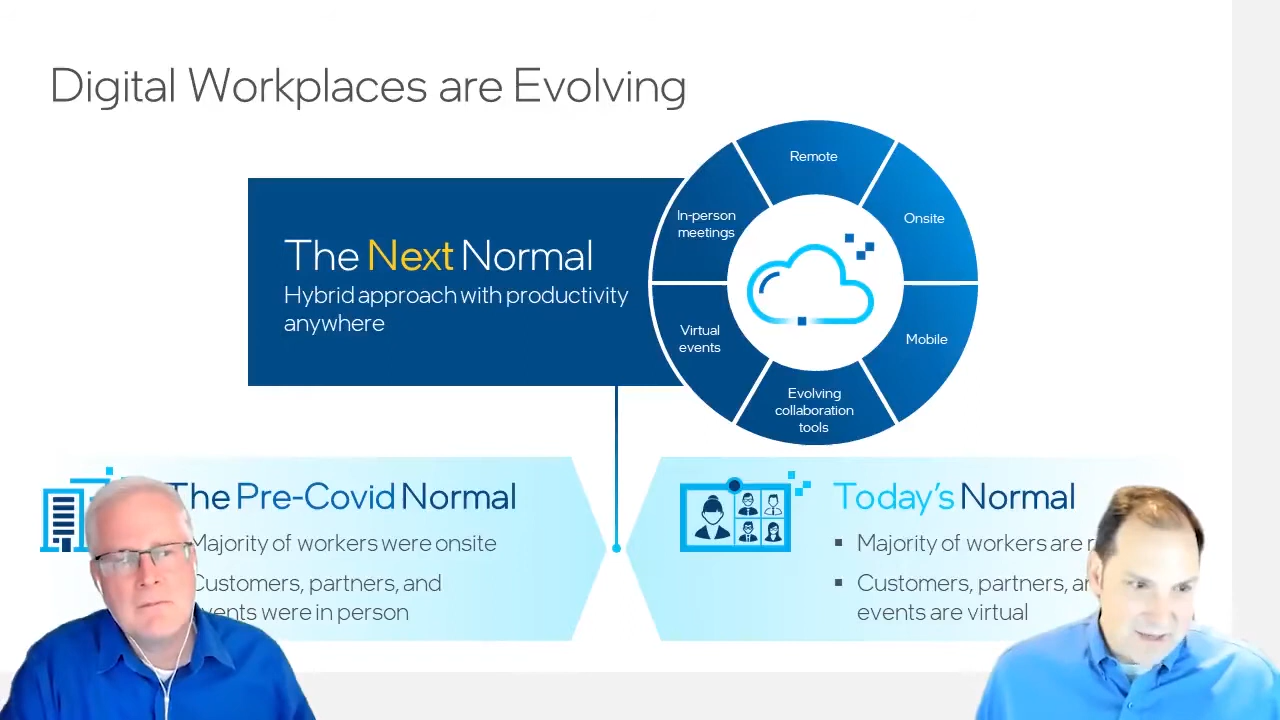 Digital Workplaces are Evolving
The Next Normal
Hybrid approach with productivity
anywhere
Remote
Onsite
Mobile
Evolving
collaboration
tools
Virtual
events
In-person
meetings
The Pre-Covid Normal
Majority of workers were onsite
Customers, partners, and
events were in person
Today's Normal
▪ Majority of workers are
▪ Customers, partners,
events are virtual